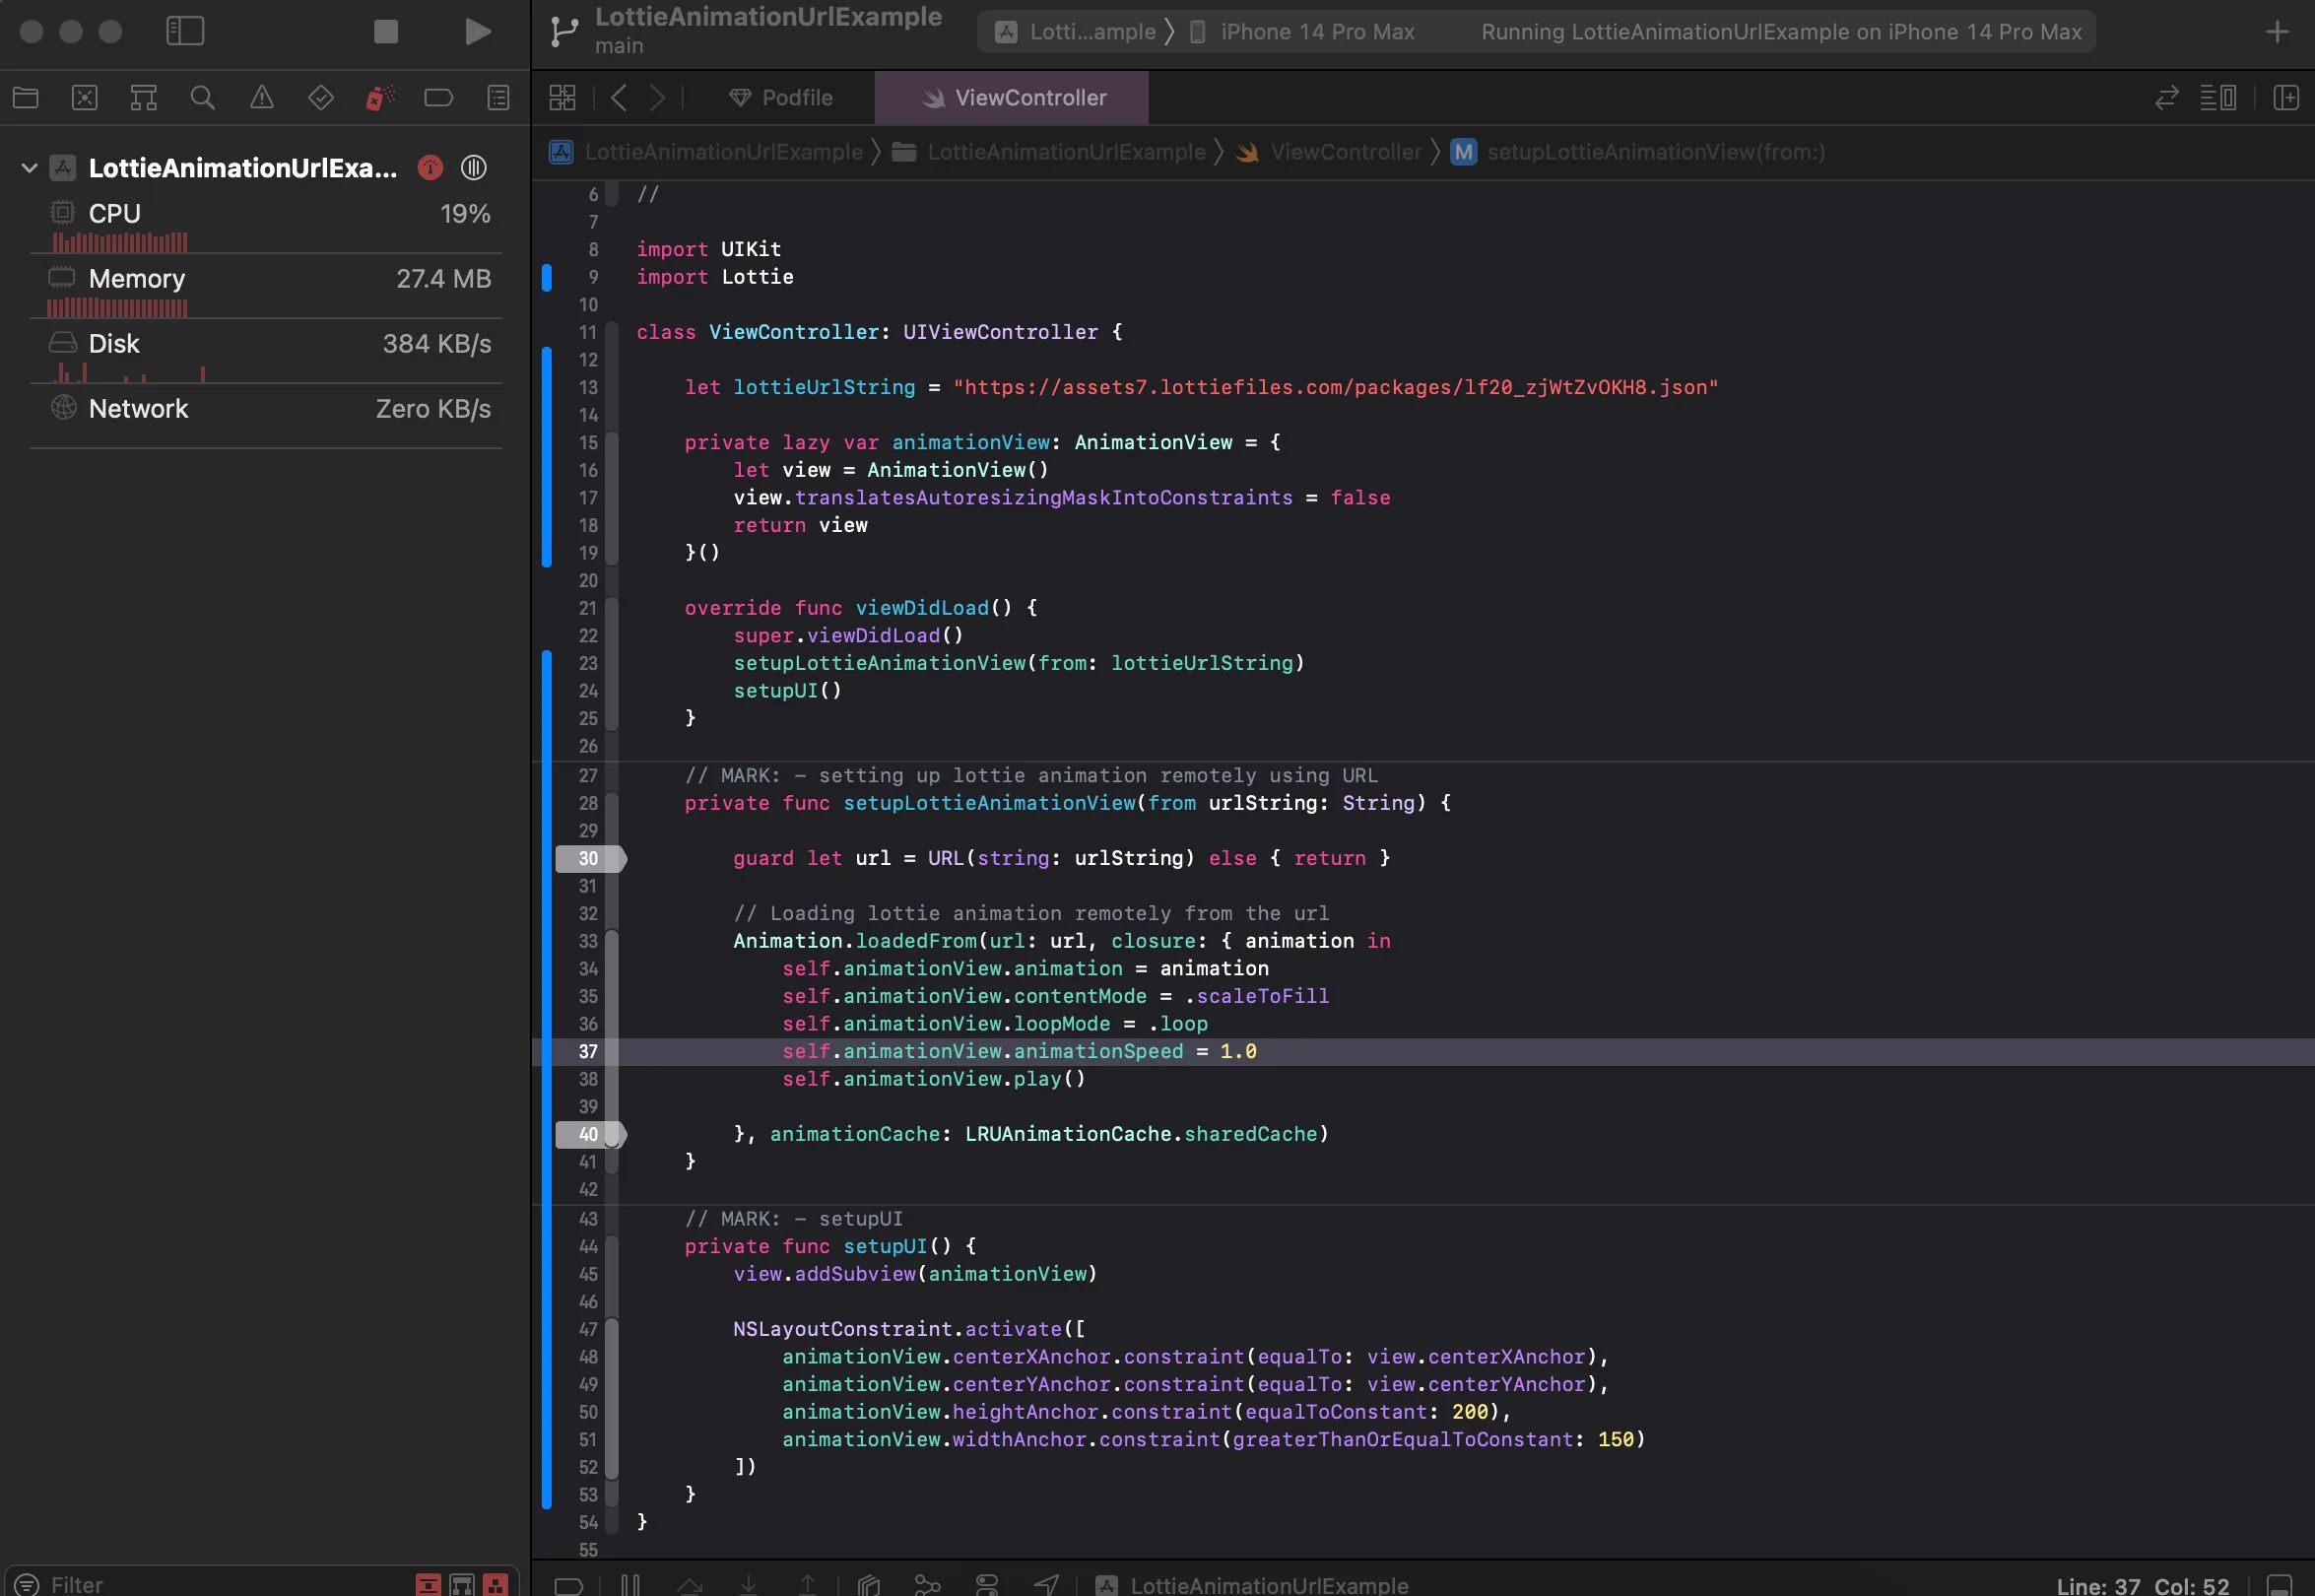 LottieAnimationUrlExample
main
Lotti...ample 〉 iPhone 14 Pro Max
Running LottieAnimationUrlExample on iPhone 14 Pro Max
Podfile
ViewController
LottieAnimationUrlExample 〉 LottieAnimationUrlExample 〉 ViewController 〉 M setupLottieAnimationView(from:)
LottieAnimationUrlExa...
CPU 19%
Memory 27.4 MB
Disk 384 KB/s
Network Zero KB/s
Filter
6 //
7
8 import UIKit
9 import Lottie
10
11 class ViewController: UIViewController {
12
13     let lottieUrlString = "https://assets7.lottiefiles.com/packages/lf20_zjWtZvOKH8.json"
14
15     private lazy var animationView: AnimationView = {
16         let view = AnimationView()
17         view.translatesAutoresizingMaskIntoConstraints = false
18         return view
19     }()
20
21     override func viewDidLoad() {
22         super.viewDidLoad()
23         setupLottieAnimationView(from: lottieUrlString)
24         setupUI()
25     }
26
27     // MARK: – setting up lottie animation remotely using URL
28     private func setupLottieAnimationView(from urlString: String) {
29
30         guard let url = URL(string: urlString) else { return }
31
32         // Loading lottie animation remotely from the url
33         Animation.loadedFrom(url: url, closure: { animation in
34             self.animationView.animation = animation
35             self.animationView.contentMode = .scaleToFill
36             self.animationView.loopMode = .loop
37             self.animationView.animationSpeed = 1.0
38             self.animationView.play()
39
40         }, animationCache: LRUAnimationCache.sharedCache)
41     }
42
43     // MARK: – setupUI
44     private func setupUI() {
45         view.addSubview(animationView)
46
47         NSLayoutConstraint.activate([
48             animationView.centerXAnchor.constraint(equalTo: view.centerXAnchor),
49             animationView.centerYAnchor.constraint(equalTo: view.centerYAnchor),
50             animationView.heightAnchor.constraint(equalToConstant: 200),
51             animationView.widthAnchor.constraint(greaterThanOrEqualToConstant: 150)
52         ])
53     }
54 }
55
LottieAnimationUrlExample
Line: 37 Col: 52